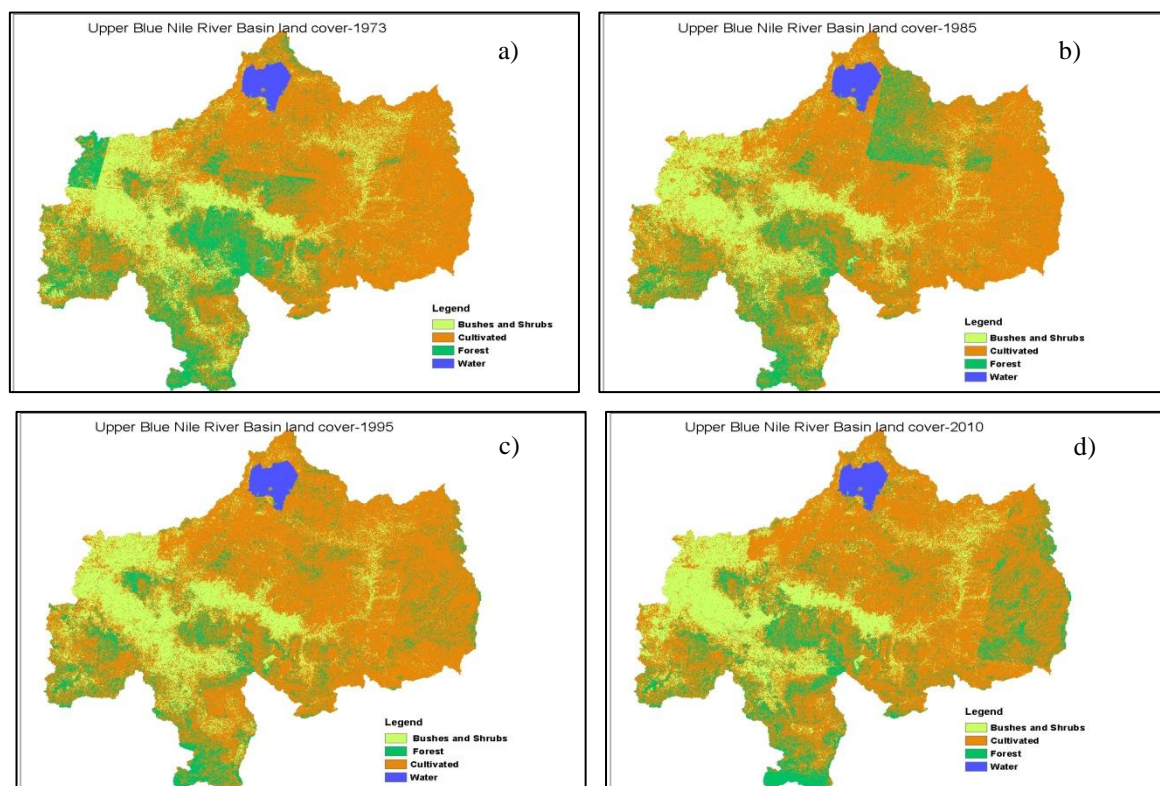 Upper Blue Nile River Basin land cover-1973
a)
Legend
Bushes and Shrubs
Cultivated
Forest
Water
Upper Blue Nile River Basin land cover-1985
b)
Legend
Bushes and Shrubs
Cultivated
Forest
Water
Upper Blue Nile River Basin land cover-1995
c)
Legend
Bushes and Shrubs
Forest
Cultivated
Water
Upper Blue Nile River Basin land cover-2010
d)
Legend
Bushes and Shrubs
Cultivated
Forest
Water